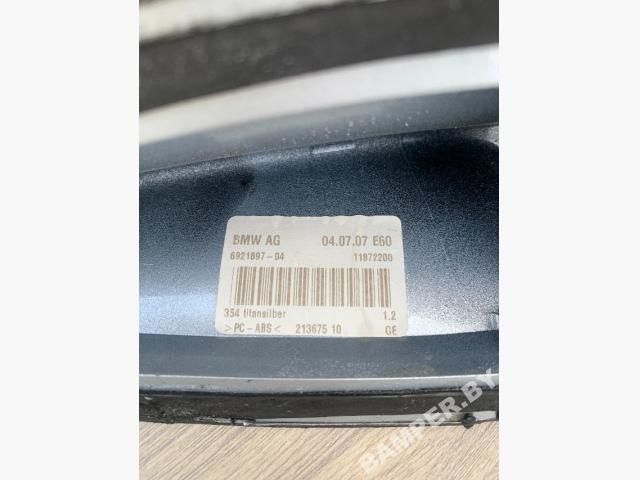 BMW AG 04.07.07 E60
6921897-04 11872200
354 titansilber 1.2
>PC-ABS< 213675 10 GE
BAMPER.BY